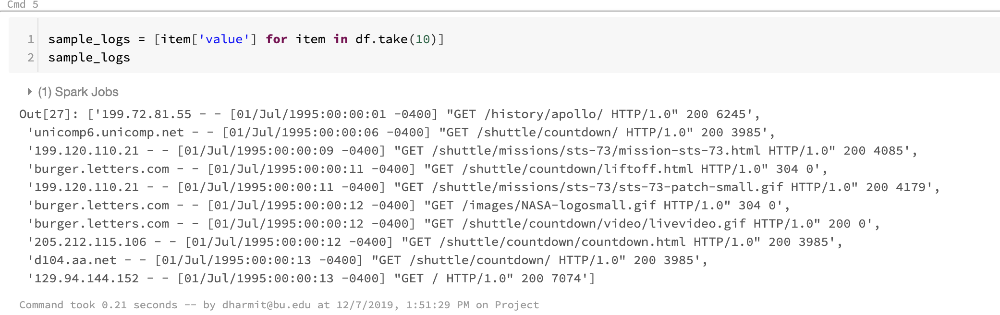 Cmd 5
1 sample_logs = [item['value'] for item in df.take(10)]
2 sample_logs
(1) Spark Jobs
Out[27]: ['199.72.81.55 - - [01/Jul/1995:00:00:01 -0400] "GET /history/apollo/ HTTP/1.0" 200 6245',
'unicomp6.unicomp.net - - [01/Jul/1995:00:00:06 -0400] "GET /shuttle/countdown/ HTTP/1.0" 200 3985',
'199.120.110.21 - - [01/Jul/1995:00:00:09 -0400] "GET /shuttle/missions/sts-73/mission-sts-73.html HTTP/1.0" 200 4085',
'burger.letters.com - - [01/Jul/1995:00:00:11 -0400] "GET /shuttle/countdown/liftoff.html HTTP/1.0" 304 0',
'199.120.110.21 - - [01/Jul/1995:00:00:11 -0400] "GET /shuttle/missions/sts-73/sts-73-patch-small.gif HTTP/1.0" 200 4179',
'burger.letters.com - - [01/Jul/1995:00:00:12 -0400] "GET /images/NASA-logosmall.gif HTTP/1.0" 304 0',
'burger.letters.com - - [01/Jul/1995:00:00:12 -0400] "GET /shuttle/countdown/video/livevideo.gif HTTP/1.0" 200 0',
'205.212.115.106 - - [01/Jul/1995:00:00:12 -0400] "GET /shuttle/countdown/countdown.html HTTP/1.0" 200 3985',
'd104.aa.net - - [01/Jul/1995:00:00:13 -0400] "GET /shuttle/countdown/ HTTP/1.0" 200 3985',
'129.94.144.152 - - [01/Jul/1995:00:00:13 -0400] "GET / HTTP/1.0" 200 7074']
Command took 0.21 seconds -- by dharmit@bu.edu at 12/7/2019, 1:51:29 PM on Project